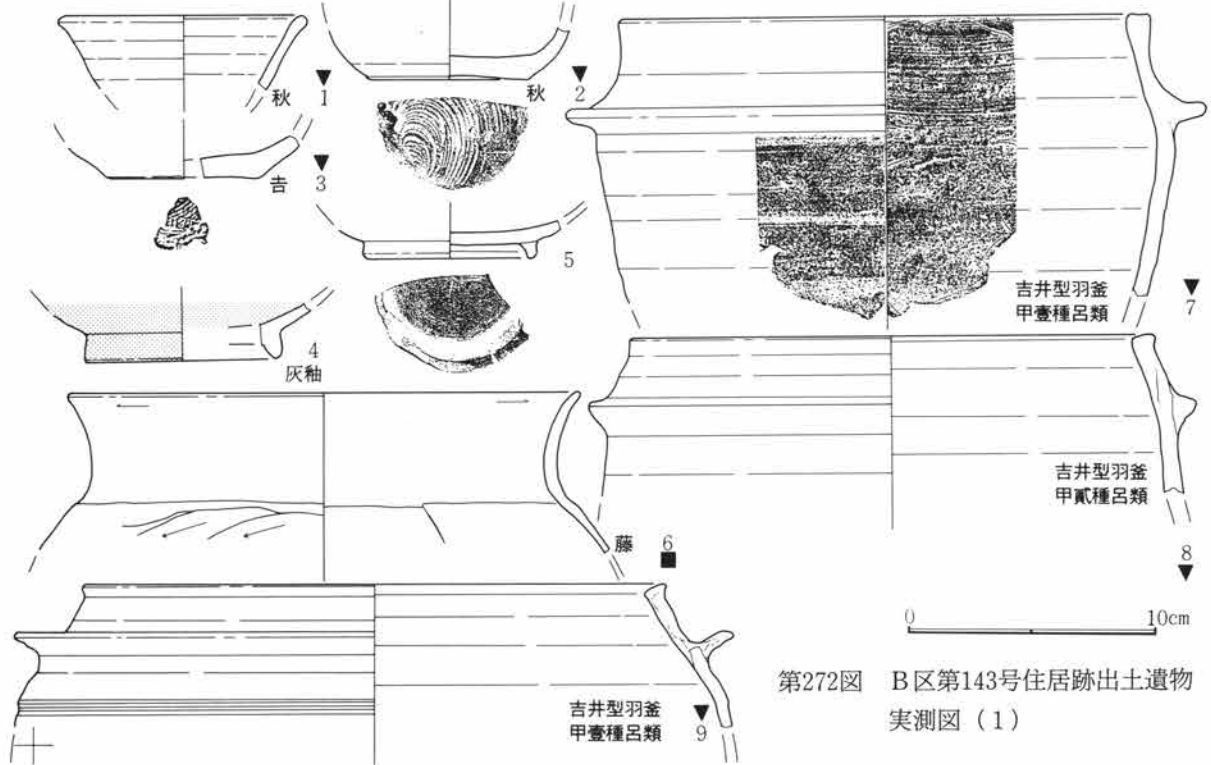 秋
▼
1
秋
▼
2
吉
▼
3
4
灰釉
5
藤
6
■
吉井型羽釜
甲壹種呂類
▼
7
吉井型羽釜
甲貳種呂類
8
▼
吉井型羽釜
甲壹種呂類
▼
9
0 10cm
第272図 B区第143号住居跡出土遺物
実測図(1)